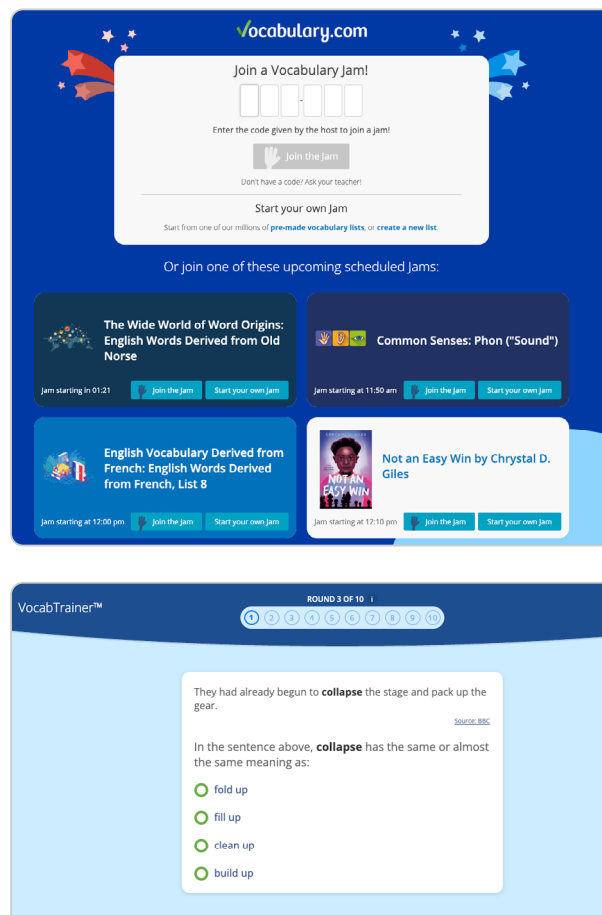 Vocabulary.com
Join a Vocabulary Jam!
-
Enter the code given by the host to join a jam!
Join the Jam
Don't have a code? Ask your teacher!
Start your own Jam
Start from one of our millions of pre-made vocabulary lists, or create a new list.
Or join one of these upcoming scheduled Jams:
The Wide World of Word Origins:
English Words Derived from Old
Norse
Jam starting in 01:21
Join the Jam
Start your own Jam
Common Senses: Phon ("Sound")
Jam starting at 11:50 am
Join the Jam
Start your own Jam
English Vocabulary Derived from
French: English Words Derived
from French, List 8
Jam starting at 12:00 pm
Join the Jam
Start your own Jam
NOT AN
EASY WIN
Not an Easy Win by Chrystal D.
Giles
Jam starting at 12:10 pm
Join the Jam
Start your own Jam
VocabTrainer™
ROUND 3 OF 10 i
1 2 3 4 5 6 7 8 9 10
They had already begun to collapse the stage and pack up the
gear.
Source: BBC
In the sentence above, collapse has the same or almost
the same meaning as:
fold up
fill up
clean up
build up